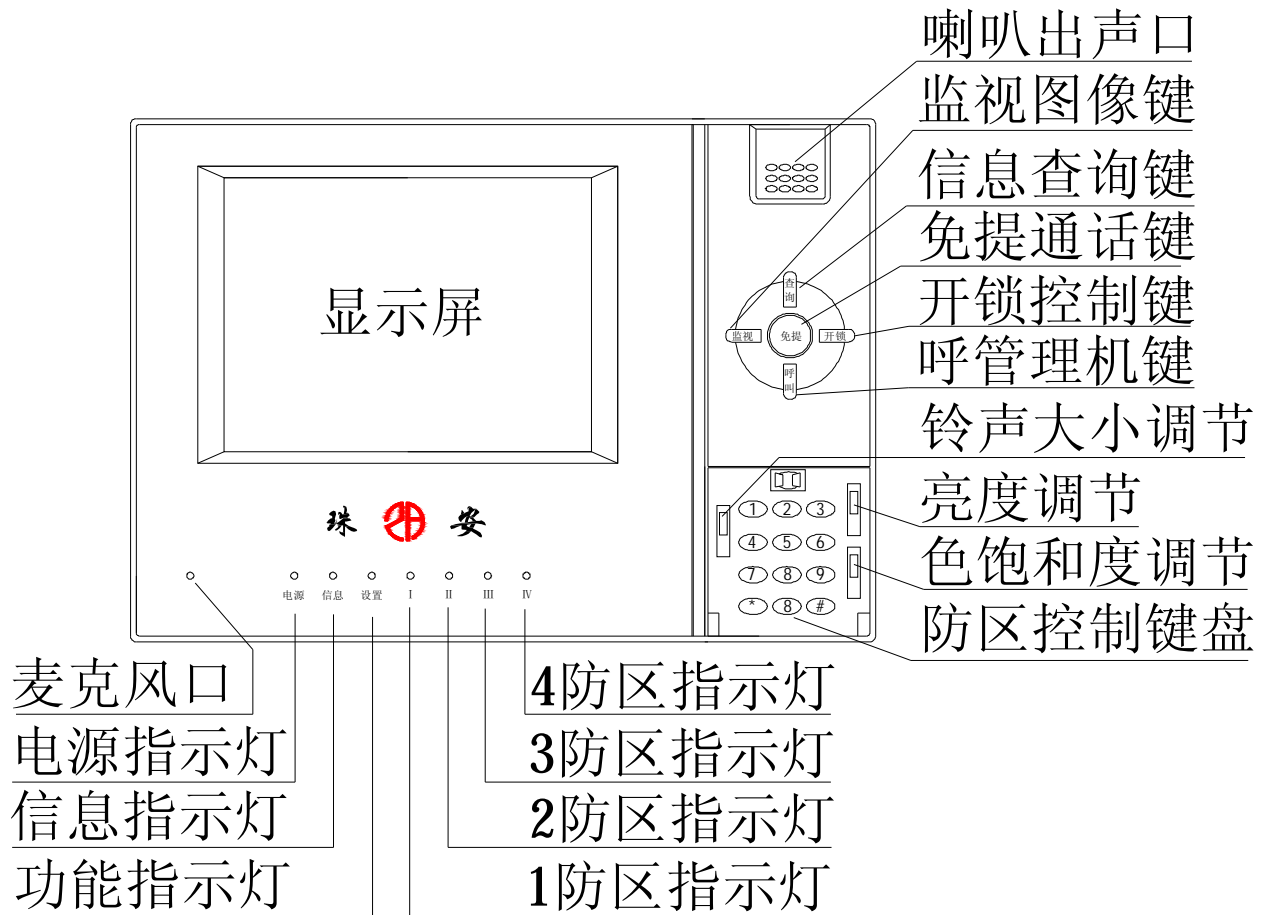 喇叭出声口
监视图像键
信息查询键
免提通话键
开锁控制键
呼管理机键
铃声大小调节
亮度调节
色饱和度调节
防区控制键盘
显示屏
查询
监视
免提
开锁
呼叫
1 2 3
4 5 6
7 8 9
* 8 #
珠 安
电源 信息 设置 I II III IV
麦克风口
电源指示灯
信息指示灯
功能指示灯
4防区指示灯
3防区指示灯
2防区指示灯
1防区指示灯